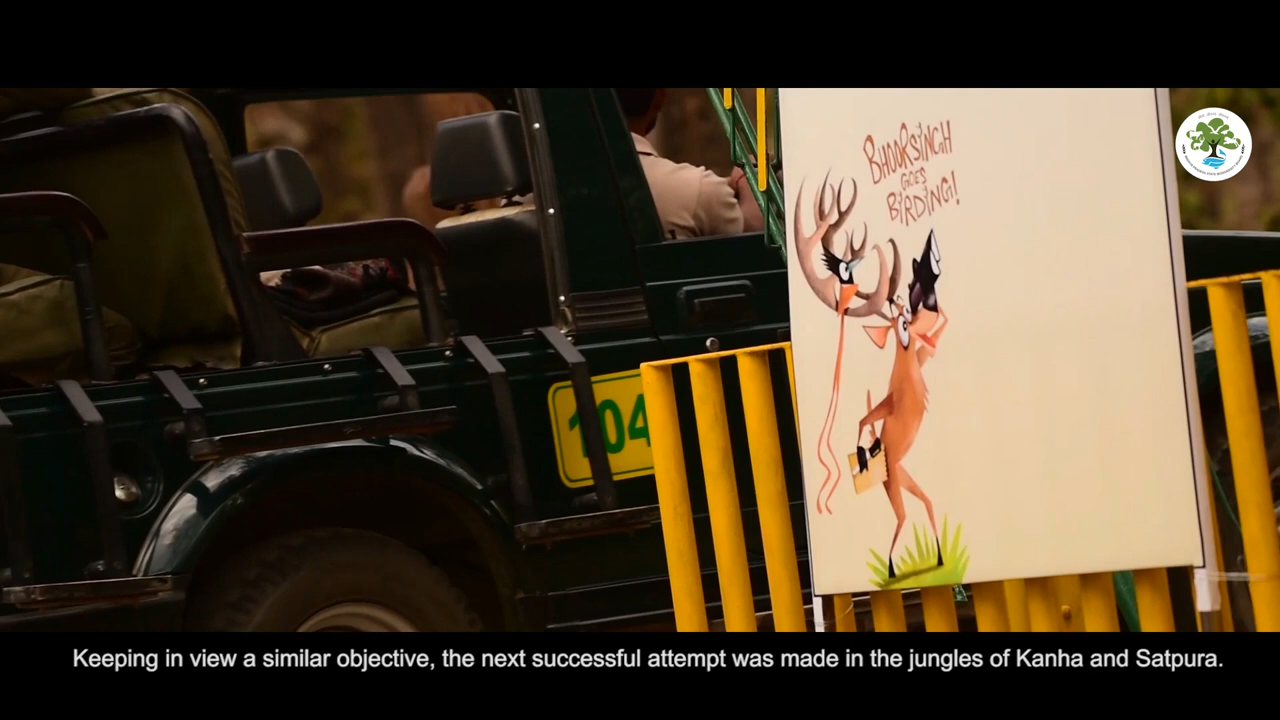 BHOORSINGH
GOES
BIRDING!
104
Keeping in view a similar objective, the next successful attempt was made in the jungles of Kanha and Satpura.